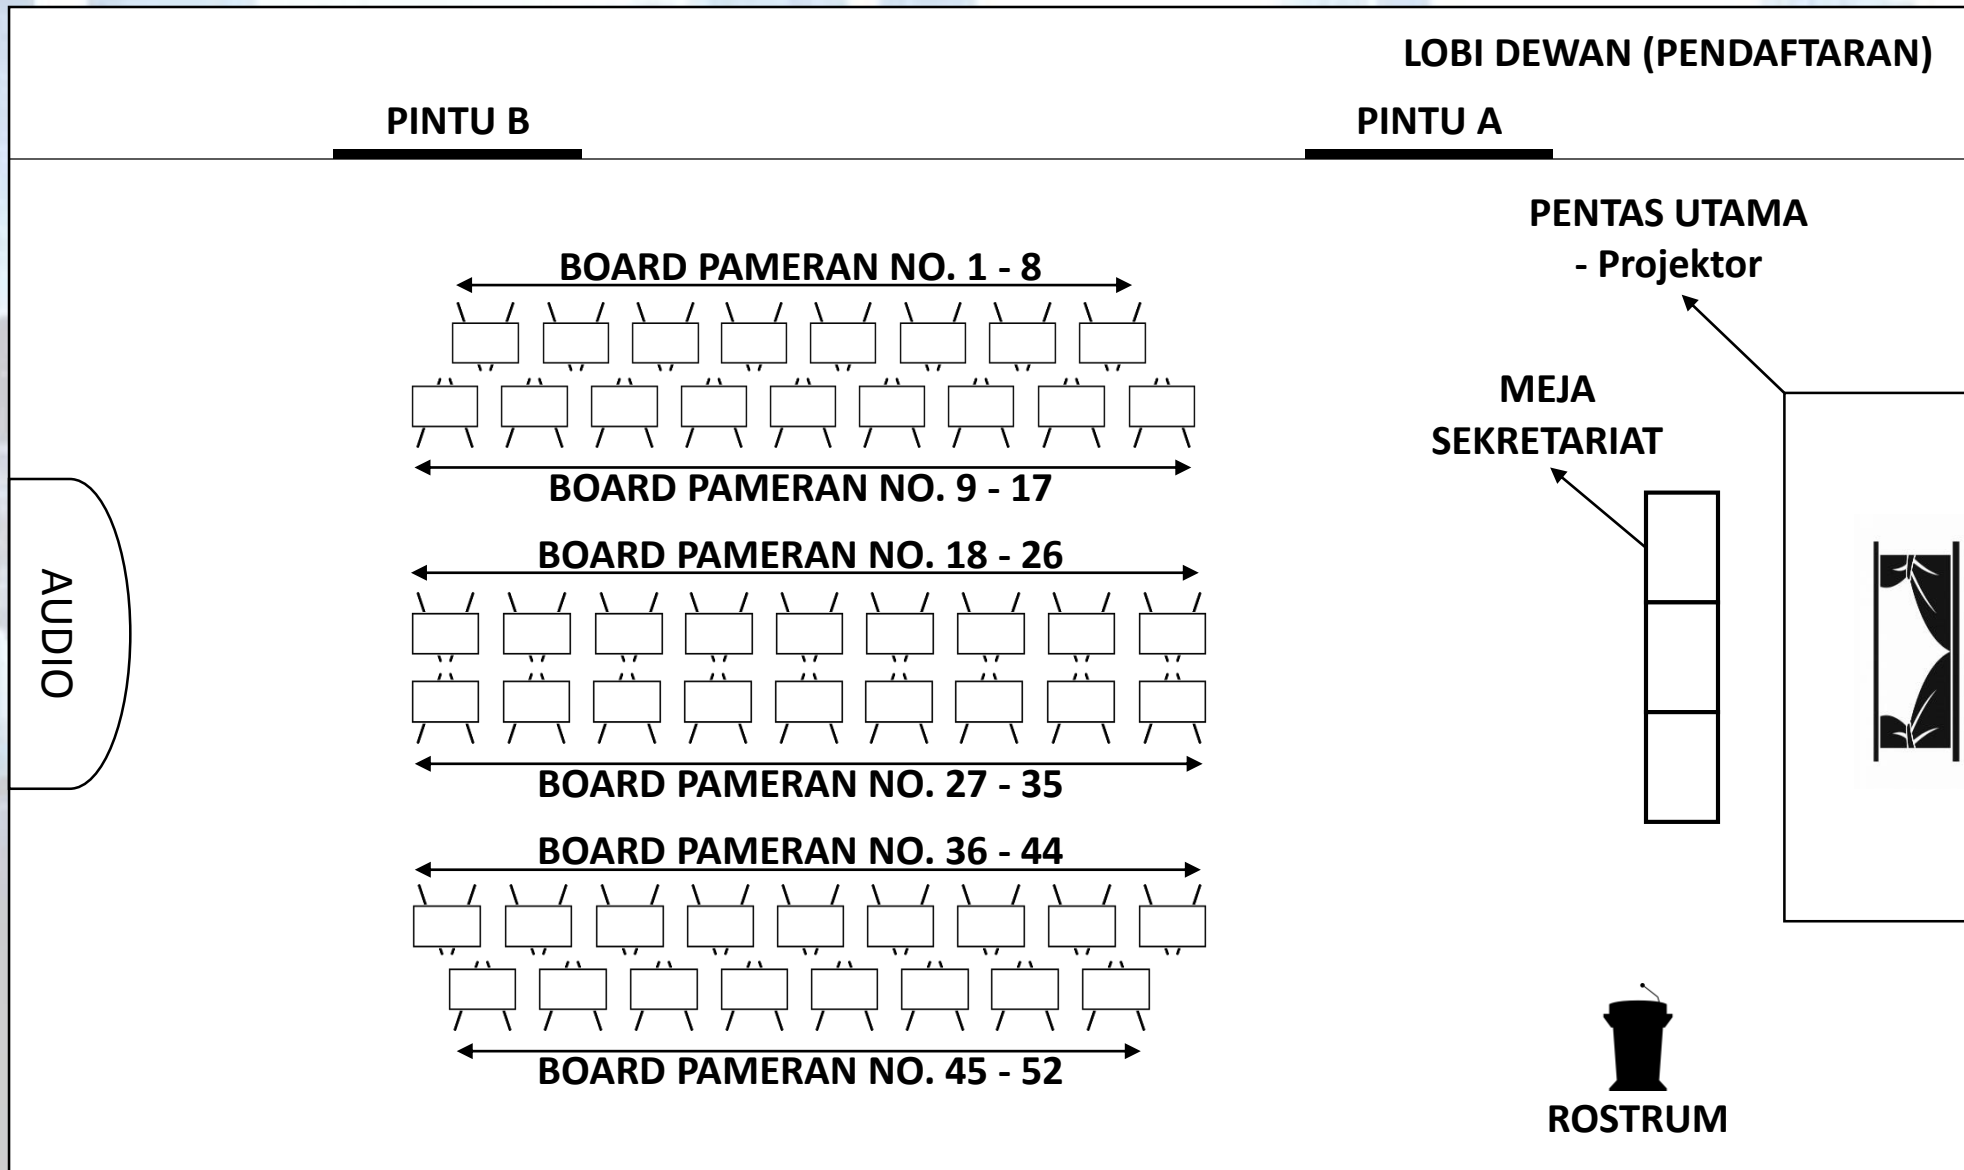 LOBI DEWAN (PENDAFTARAN)
PINTU B
PINTU A
PENTAS UTAMA
- Projektor
BOARD PAMERAN NO. 1 - 8
MEJA
SEKRETARIAT
BOARD PAMERAN NO. 9 - 17
BOARD PAMERAN NO. 18 - 26
AUDIO
BOARD PAMERAN NO. 27 - 35
BOARD PAMERAN NO. 36 - 44
BOARD PAMERAN NO. 45 - 52
ROSTRUM